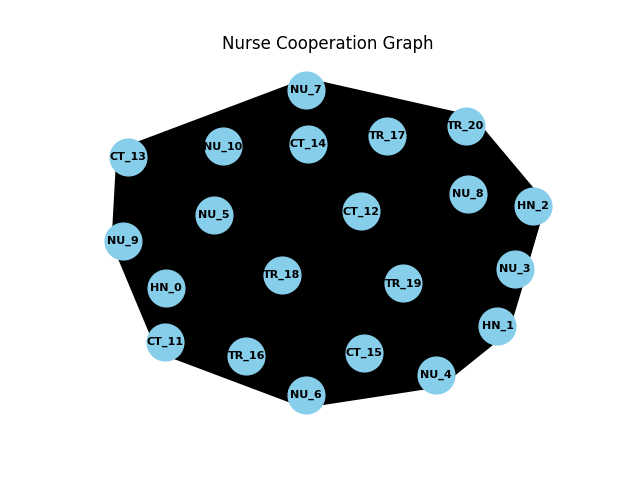 Nurse Cooperation Graph
NU_7
TR_20
TR_17
CT_14
NU_10
CT_13
NU_8
HN_2
CT_12
NU_5
NU_9
NU_3
TR_18
TR_19
HN_0
HN_1
CT_11
CT_15
TR_16
NU_4
NU_6